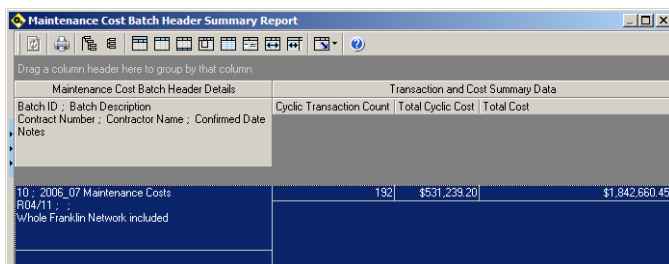 Maintenance Cost Batch Header Summary Report
Drag a column header here to group by that column
Maintenance Cost Batch Header Details Transaction and Cost Summary Data
Batch ID ; Batch Description Cyclic Transaction Count Total Cyclic Cost Total Cost
Contract Number ; Contractor Name ; Confirmed Date
Notes
10 ; 2006_07 Maintenance Costs 192 $531,239.20 $1,842,660.45
R04/11 ; ;
Whole Franklin Network included